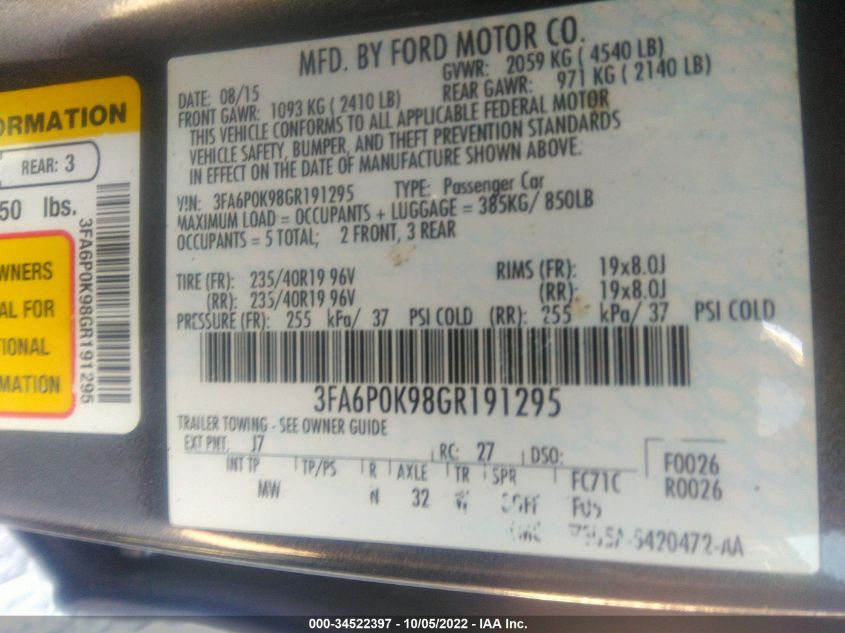 ORMATION
REAR: 3
50 lbs.
3FA6P0K98GR191295
WNERS
AL FOR
TIONAL
MATION
MFD. BY FORD MOTOR CO.
DATE: 08/15 GVWR: 2059 KG ( 4540 LB)
FRONT GAWR: 1093 KG ( 2410 LB) REAR GAWR: 971 KG ( 2140 LB)
THIS VEHICLE CONFORMS TO ALL APPLICABLE FEDERAL MOTOR
VEHICLE SAFETY, BUMPER, AND THEFT PREVENTION STANDARDS
IN EFFECT ON THE DATE OF MANUFACTURE SHOWN ABOVE.
VIN: 3FA6P0K98GR191295 TYPE: Passenger Car
MAXIMUM LOAD = OCCUPANTS + LUGGAGE = 385KG/ 850LB
OCCUPANTS = 5 TOTAL; 2 FRONT, 3 REAR
TIRE (FR): 235/40R19 96V RIMS (FR): 19x8.0J
(RR): 235/40R19 96V (RR): 19x8.0J
PRESSURE (FR): 255 kPa/ 37 PSI COLD (RR): 255 kPa/ 37 PSI COLD
3FA6P0K98GR191295
TRAILER TOWING - SEE OWNER GUIDE
EXT PNT: J7 RC: 27 DSO: F0026
INT TP TP/PS R AXLE TR SPR FC71C R0026
MW N 32 W
5420472-AA
000-34522397 - 10/05/2022 - IAA Inc.